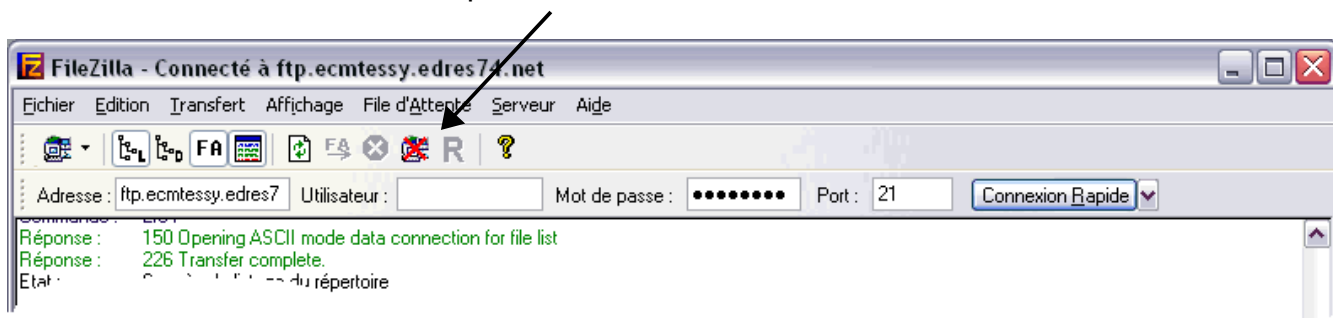 FileZilla - Connecté à ftp.ecmtessy.edres74.net
Fichier Edition Transfert Affichage File d'Attente Serveur Aide
L D FA FA R ?
Adresse : ftp.ecmtessy.edres7 Utilisateur : Mot de passe : ●●●●●●●● Port : 21 Connexion Rapide
Réponse : 150 Opening ASCII mode data connection for file list
Réponse : 226 Transfer complete.
Etat : du répertoire